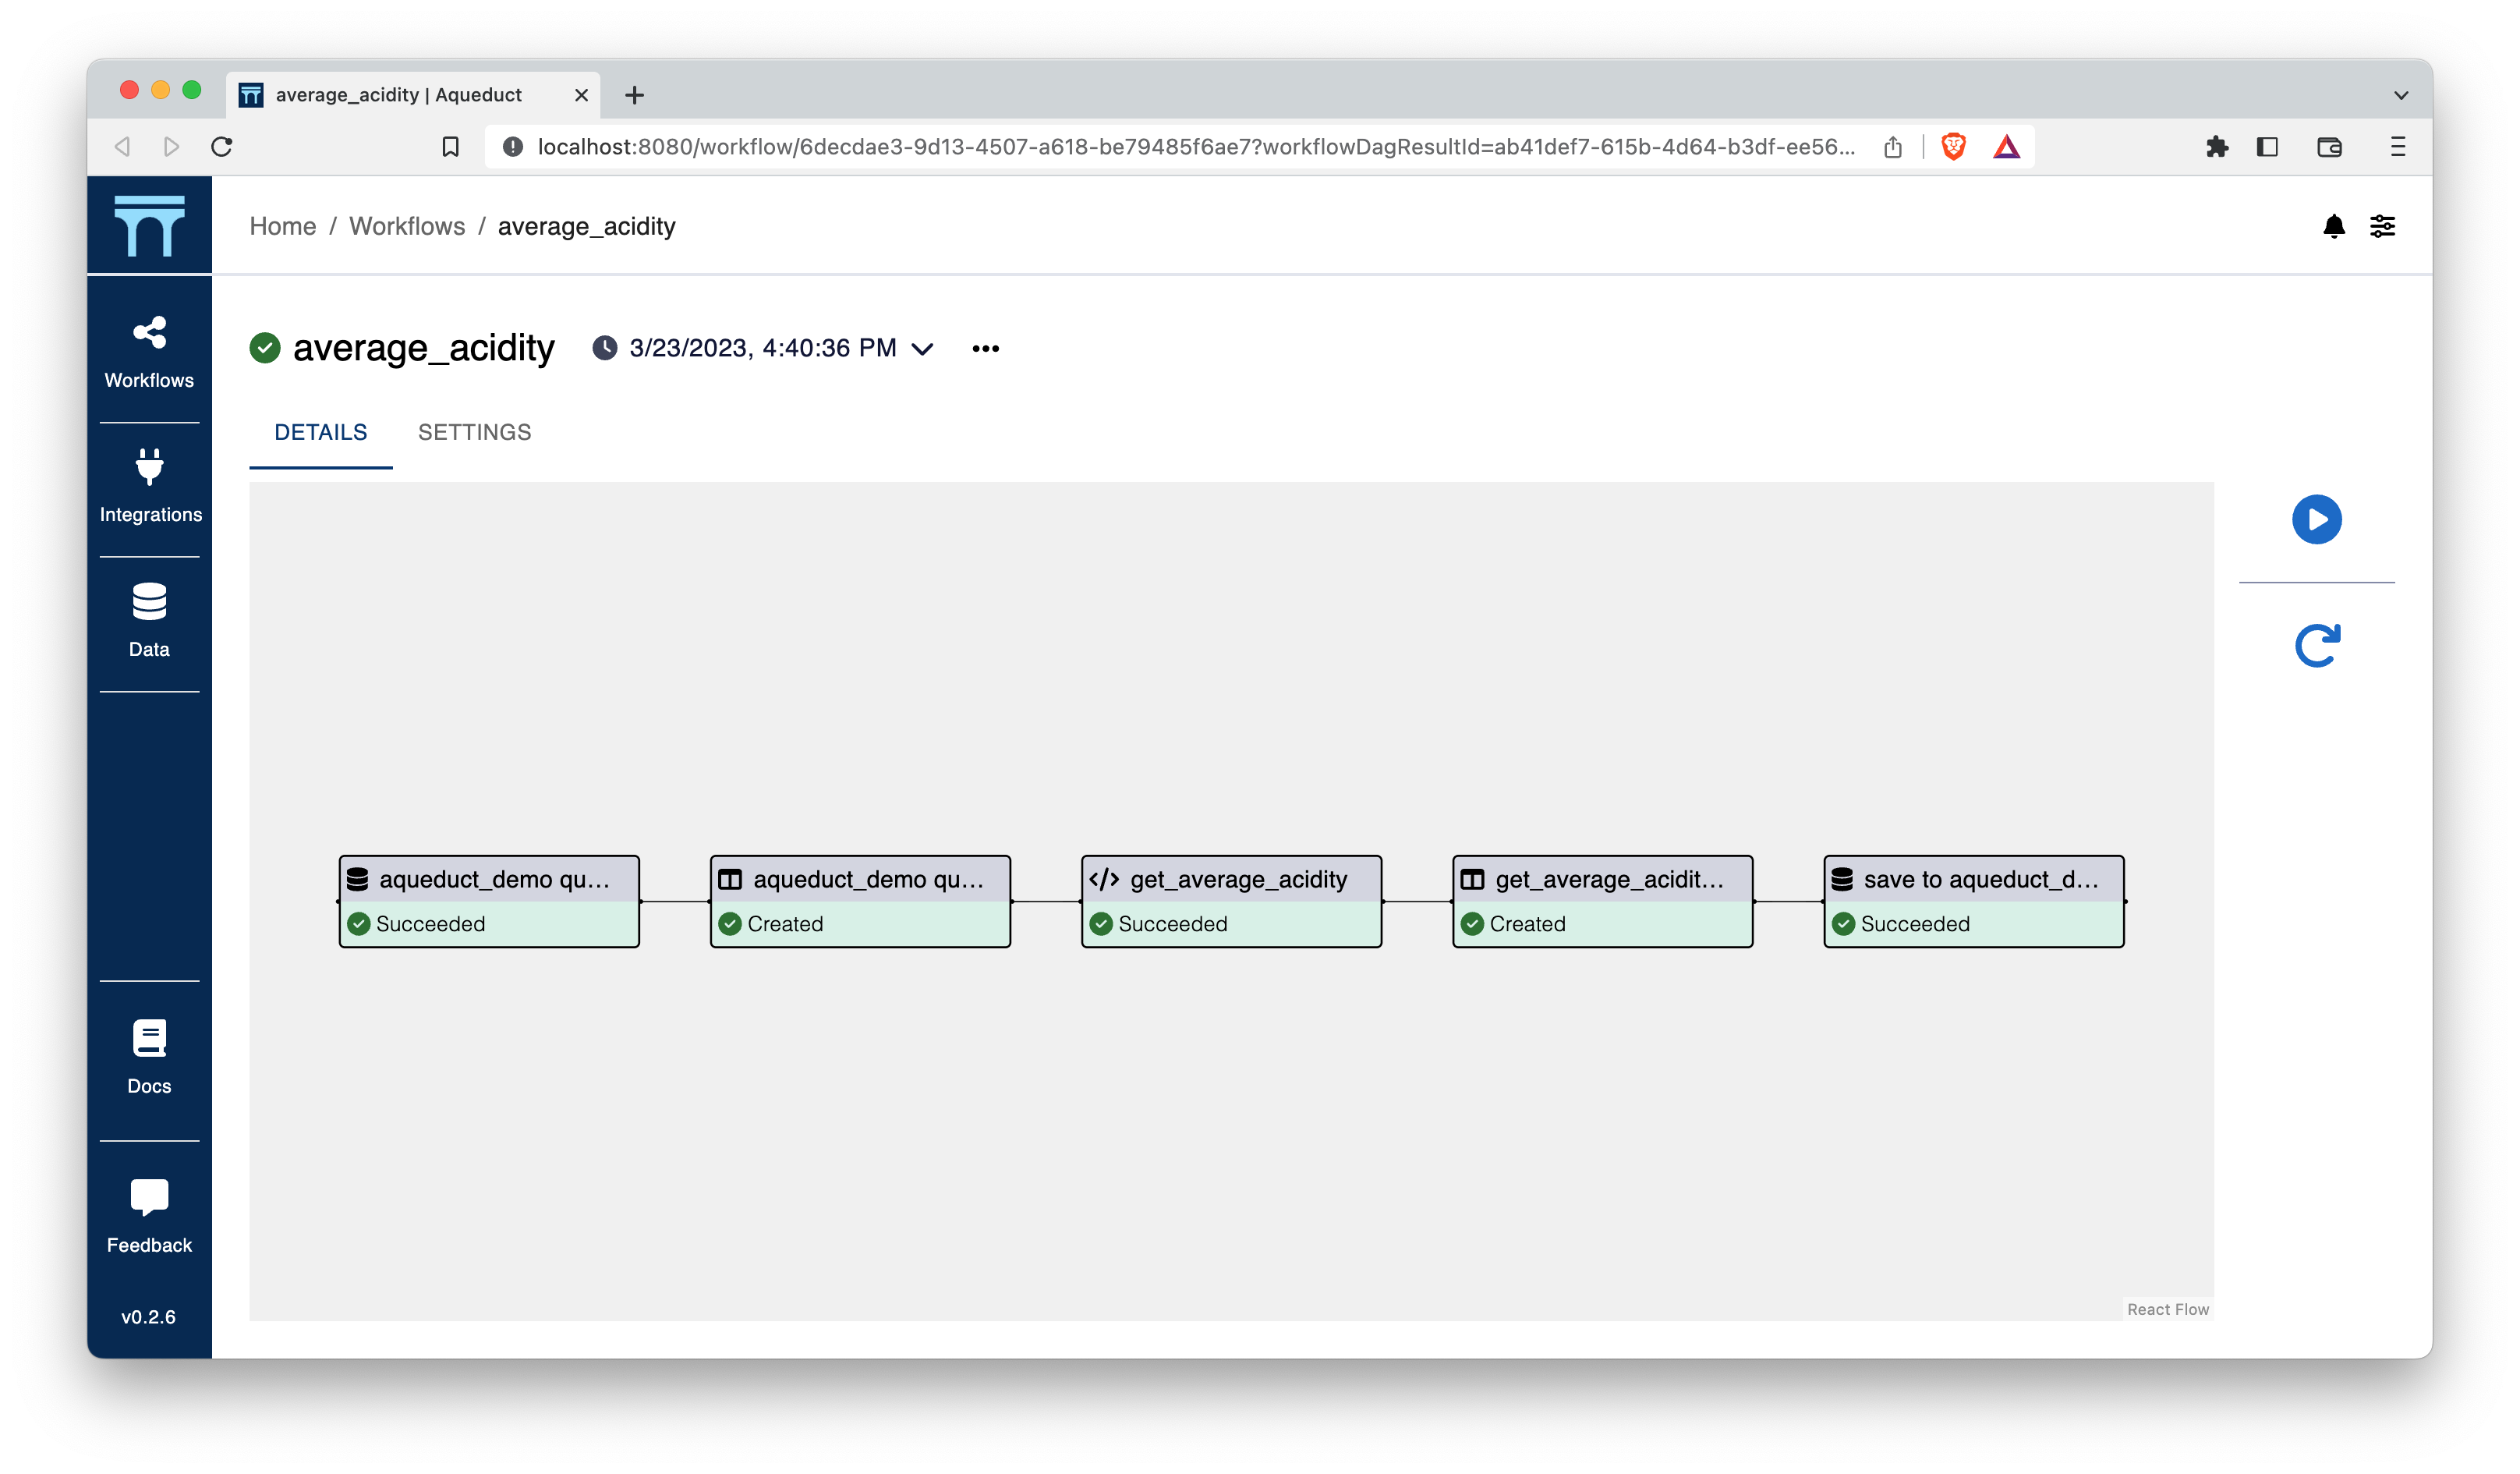 average_acidity | Aqueduct
localhost:8080/workflow/6decdae3-9d13-4507-a618-be79485f6ae7?workflowDagResultId=ab41def7-615b-4d64-b3df-ee56...
Home / Workflows / average_acidity
average_acidity 3/23/2023, 4:40:36 PM
DETAILS SETTINGS
Workflows
Integrations
Data
Docs
Feedback
v0.2.6
aqueduct_demo qu...
Succeeded
aqueduct_demo qu...
Created
get_average_acidity
Succeeded
get_average_acidit...
Created
save to aqueduct_d...
Succeeded
React Flow